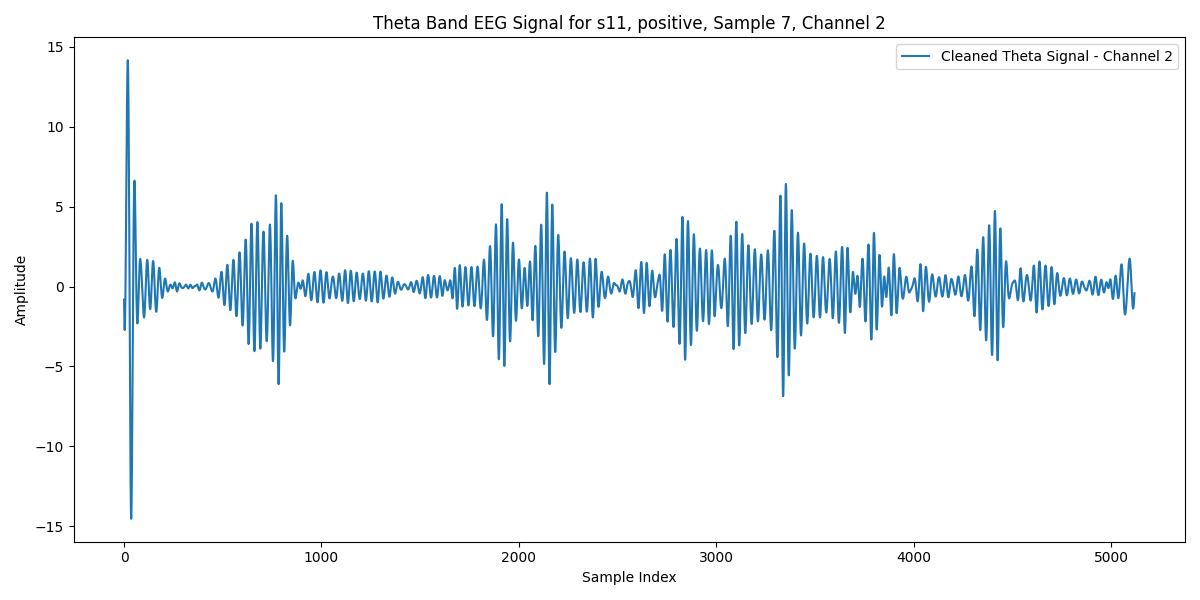 Theta Band EEG Signal for s11, positive, Sample 7, Channel 2
Cleaned Theta Signal - Channel 2
15
10
5
0
−5
−10
−15
Amplitude
0 1000 2000 3000 4000 5000
Sample Index